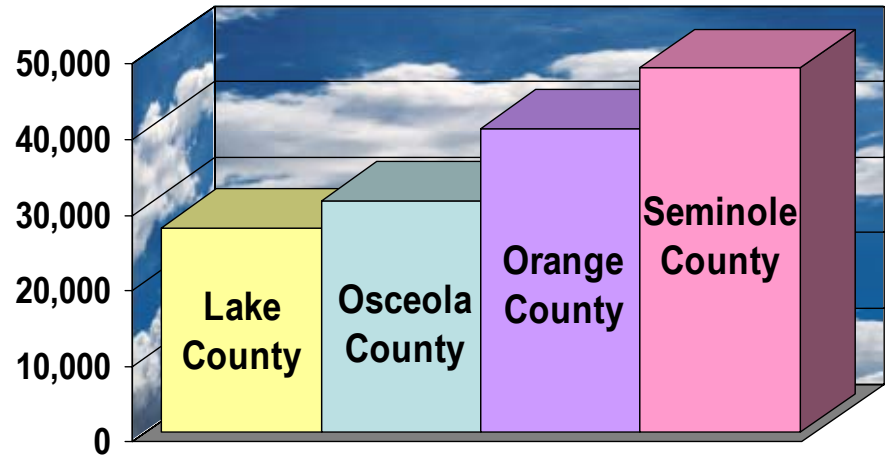 50,000
40,000
30,000
20,000
10,000
0
Lake
County
Osceola
County
Orange
County
Seminole
County